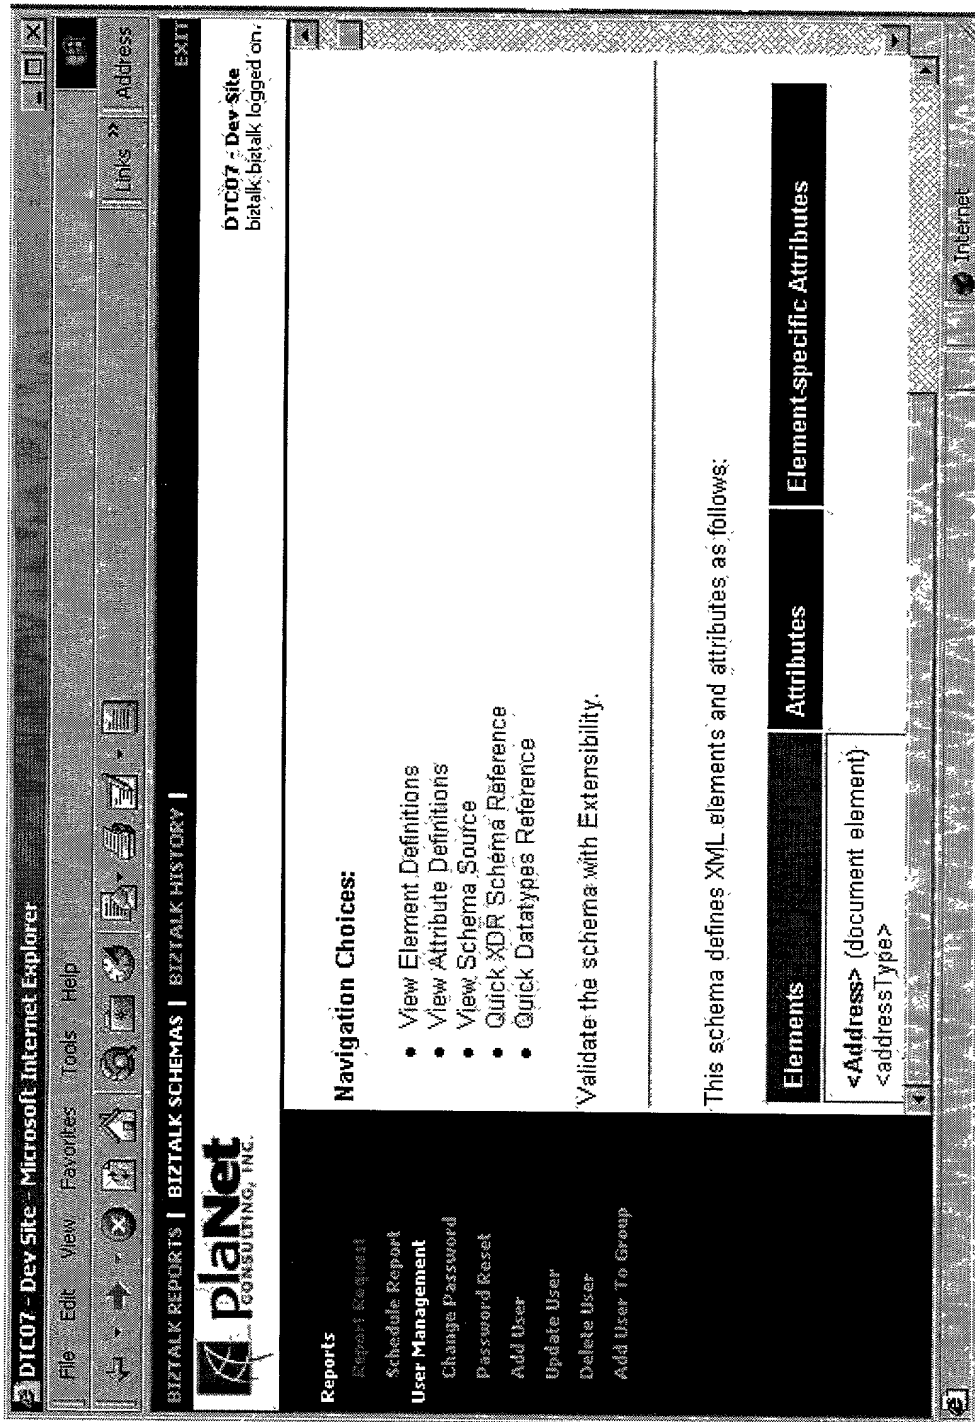 DTC07 - Dev Site - Microsoft Internet Explorer
File Edit View Favorites Tools Help
Links » Address
BIZTALK REPORTS | BIZTALK SCHEMAS | BIZTALK HISTORY | EXIT
plaNet
CONSULTING, INC.
DTC07 - Dev Site
biztalk biztalk logged on.
Reports
Report Request
Schedule Report
User Management
Change Password
Password Reset
Add User
Update User
Delete User
Add User To Group
Navigation Choices:
• View Element Definitions
• View Attribute Definitions
• View Schema Source
• Quick XDR Schema Reference
• Quick Datatypes Reference
Validate the schema with Extensibility.
This schema defines XML elements and attributes as follows:
Elements Attributes Element-specific Attributes
<Address> (document element)
<addressType>
Internet